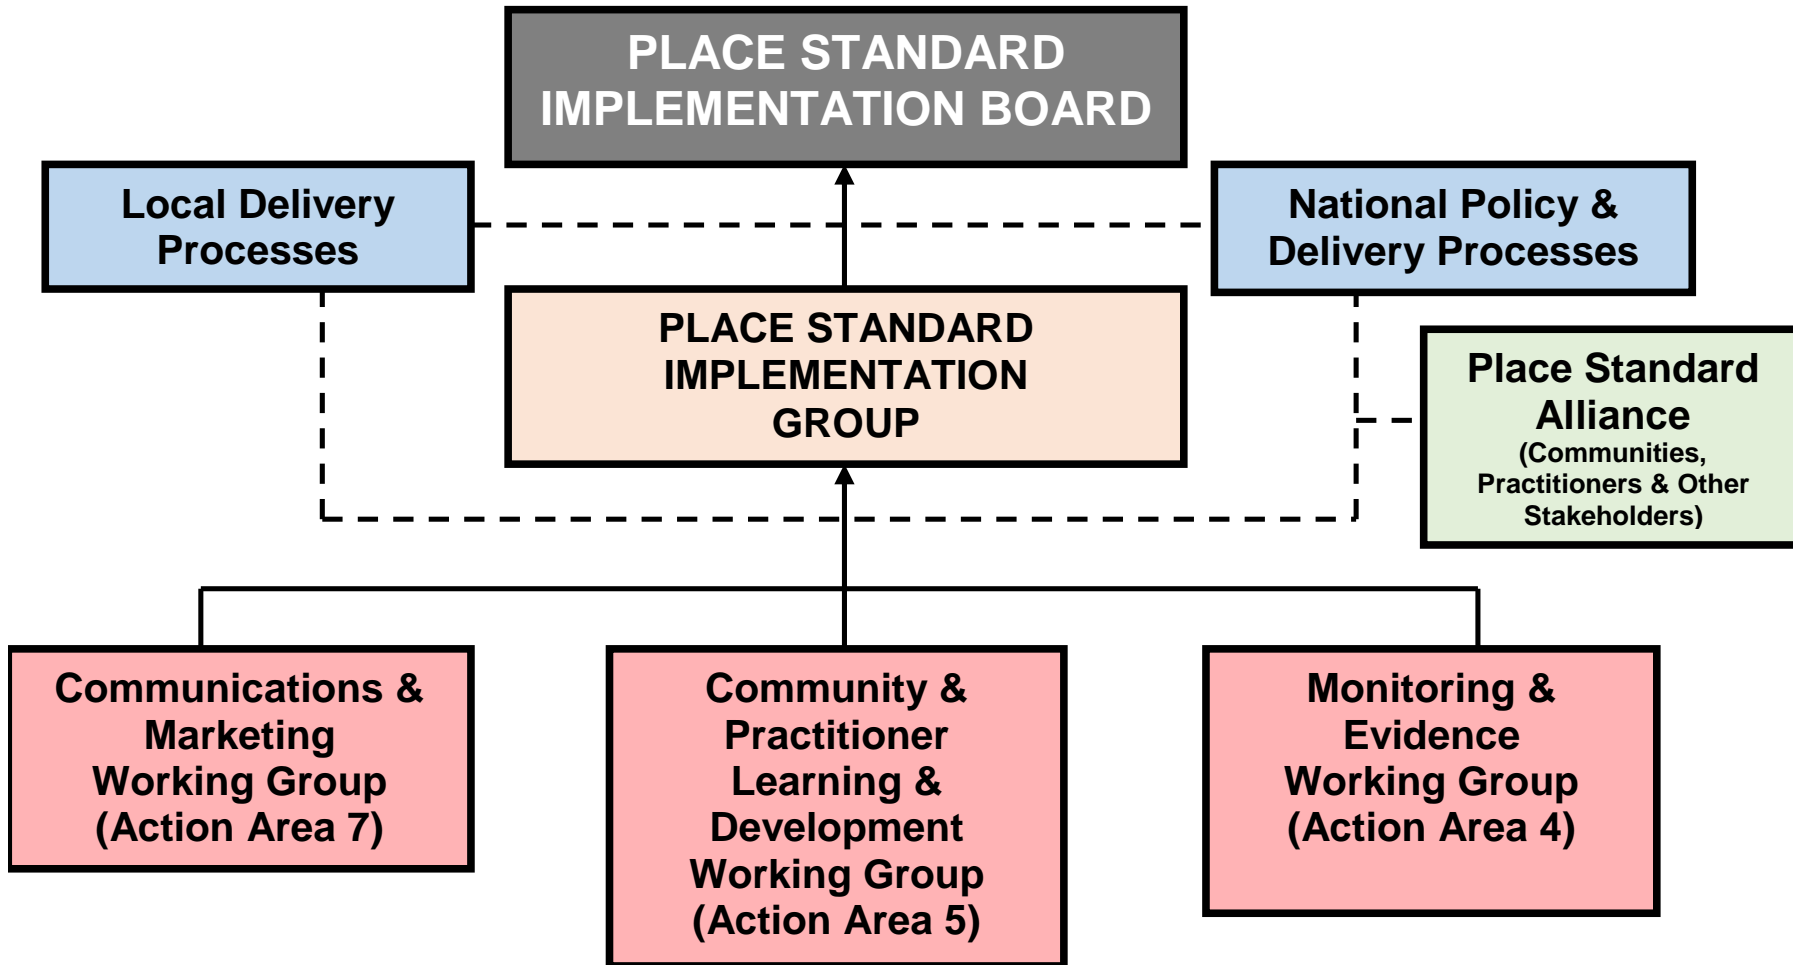 PLACE STANDARD
IMPLEMENTATION BOARD
Local Delivery
Processes
National Policy &
Delivery Processes
PLACE STANDARD
IMPLEMENTATION
GROUP
Place Standard
Alliance
(Communities,
Practitioners & Other
Stakeholders)
Communications &
Marketing
Working Group
(Action Area 7)
Community &
Practitioner
Learning &
Development
Working Group
(Action Area 5)
Monitoring &
Evidence
Working Group
(Action Area 4)